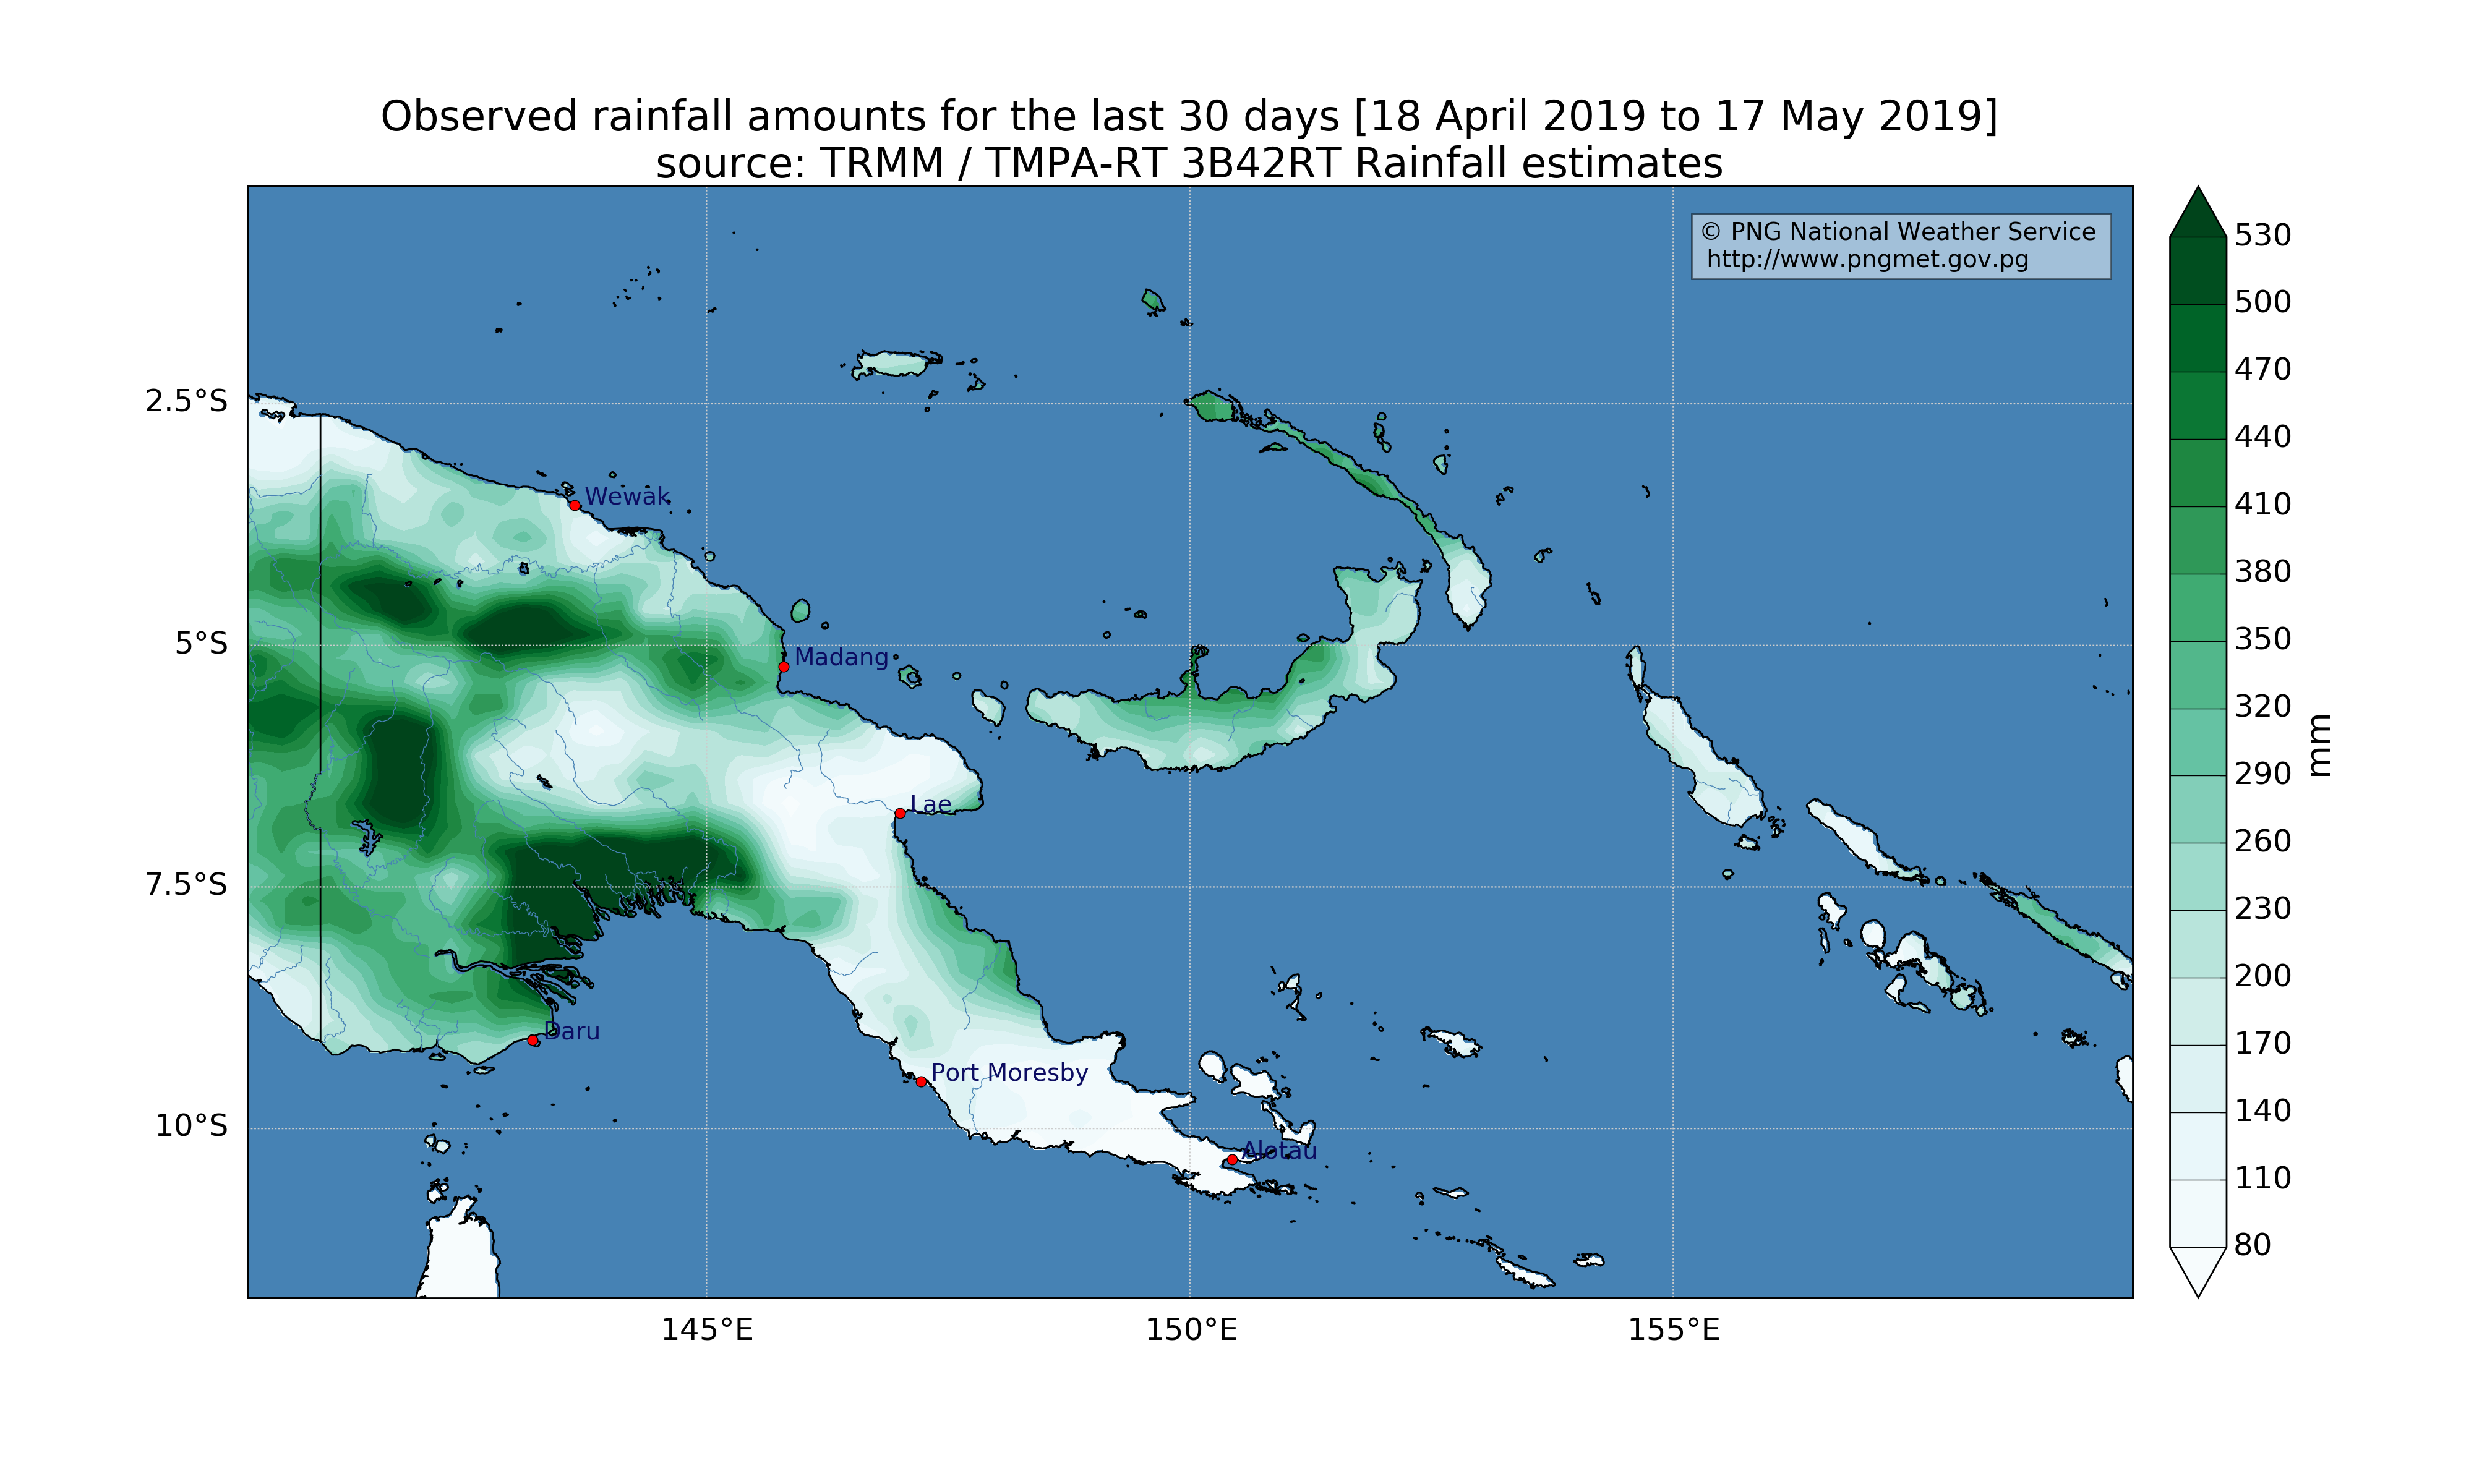 Observed rainfall amounts for the last 30 days [18 April 2019 to 17 May 2019]
source: TRMM / TMPA-RT 3B42RT Rainfall estimates
© PNG National Weather Service
http://www.pngmet.gov.pg
530
500
470
440
410
380
350
320
290
260
230
200
170
140
110
80
mm
2.5°S
5°S
7.5°S
10°S
Wewak
Madang
Lae
Daru
Port Moresby
Alotau
145°E
150°E
155°E